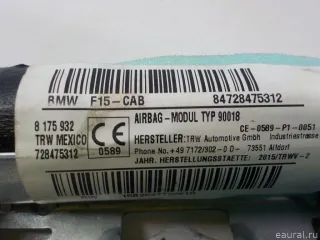 BMW F15-CAB 84728475312
8 175 932
TRW MEXICO
728475312
CE
0589
AIRBAG-MODUL TYP 90018
CE-0589-P1-0051
HERSTELLER: TRW Automotive GmbH Industriestrasse
Phone No. +49 7172/302-0 D- 73551 Alfdorf
JAHR. HERSTELLUNGSSTAETTE: 2015/TRWV-2
© eaural.ru